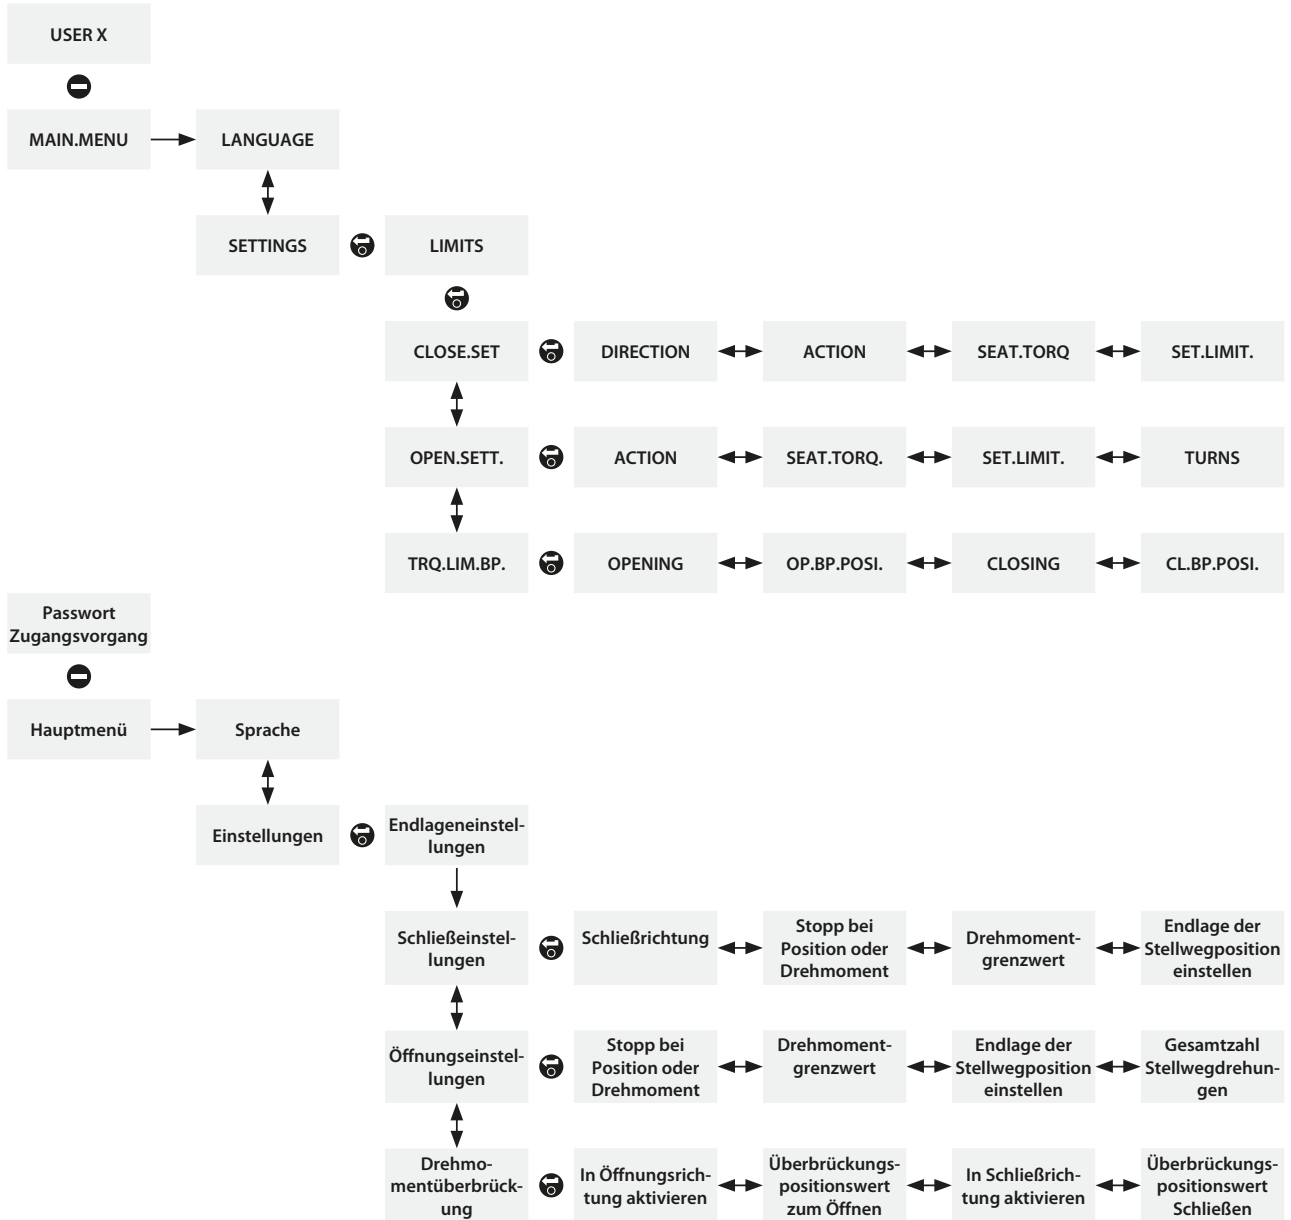 USER X
MAIN.MENU
LANGUAGE
SETTINGS
LIMITS
CLOSE.SET
DIRECTION
ACTION
SEAT.TORQ
SET.LIMIT.
OPEN.SETT.
ACTION
SEAT.TORQ.
SET.LIMIT.
TURNS
TRQ.LIM.BP.
OPENING
OP.BP.POSI.
CLOSING
CL.BP.POSI.
Passwort
Zugangsvorgang
Hauptmenü
Sprache
Einstellungen
Endlageneinstel-
lungen
Schließeinstel-
lungen
Schließrichtung
Stopp bei
Position oder
Drehmoment
Drehmoment-
grenzwert
Endlage der
Stellwegposition
einstellen
Öffnungseinstel-
lungen
Stopp bei
Position oder
Drehmoment
Drehmoment-
grenzwert
Endlage der
Stellwegposition
einstellen
Gesamtzahl
Stellwegdrehun-
gen
Drehmo-
mentüberbrück-
ung
In Öffnungsrich-
tung aktivieren
Überbrückungs-
positionswert
zum Öffnen
In Schließrich-
tung aktivieren
Überbrückungs-
positionswert
Schließen